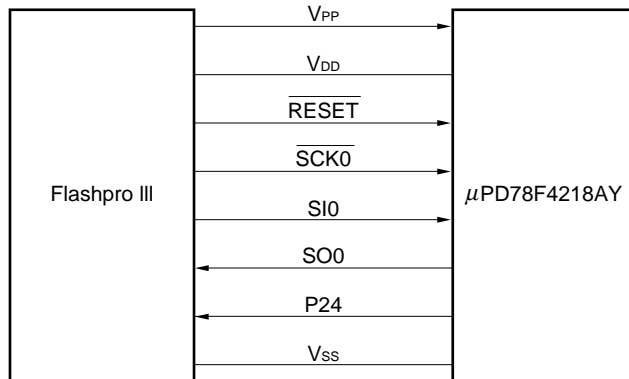 VPP
VDD
RESET
SCK0
Flashpro III
µPD78F4218AY
SI0
SO0
P24
VSS